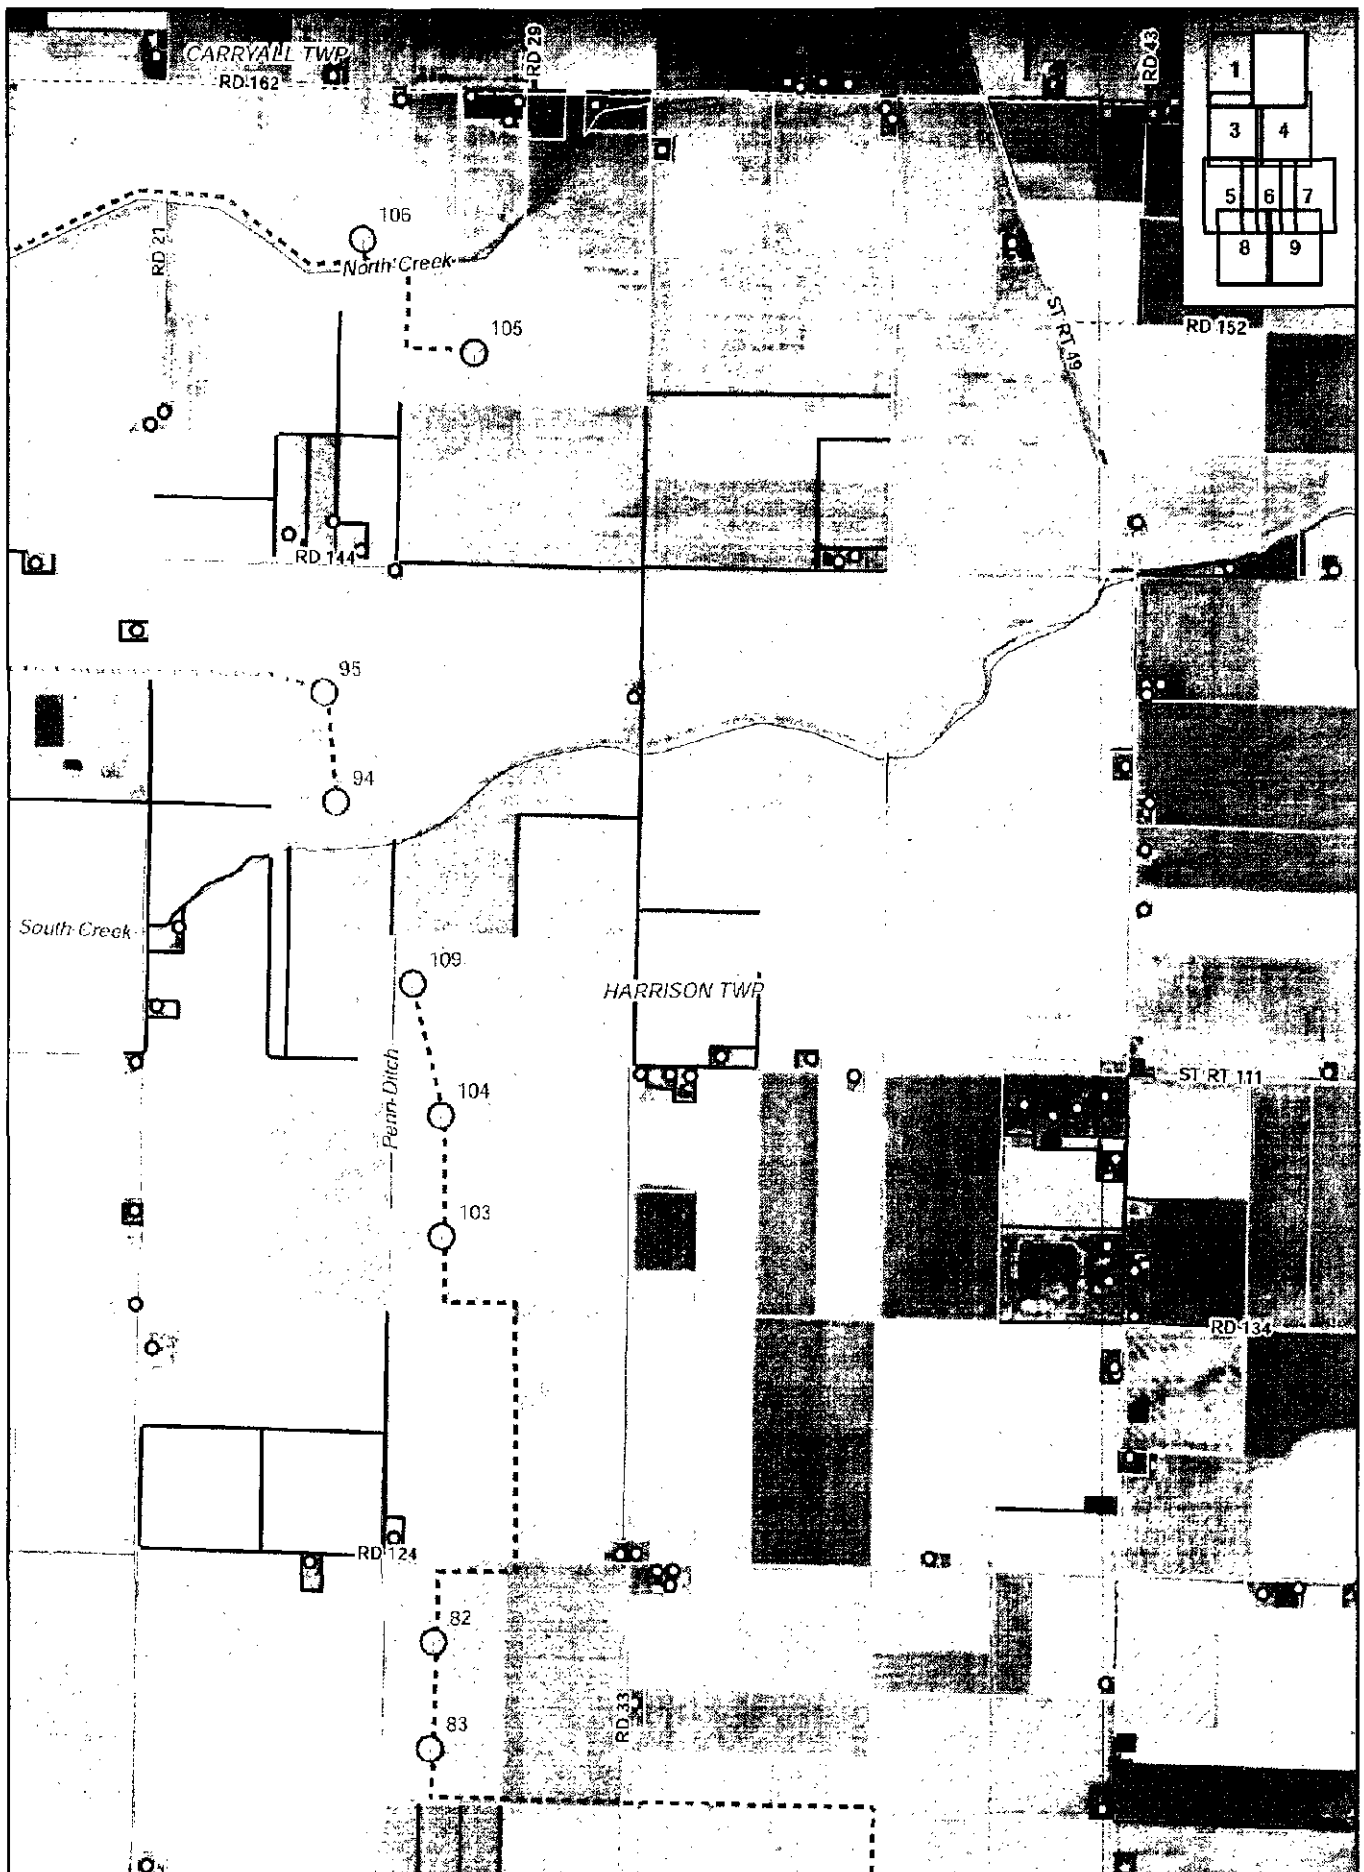 CARRYALL TWP
RD 162
RD 29
RD 43
1
3
4
5
6
7
8
9
106
RD 21
North Creek
105
ST RT 49
RD 152
RD 144
95
94
South Creek
109
HARRISON TWP
Penn Ditch
104
ST RT 111
103
RD 134
RD 124
82
RD 33
83